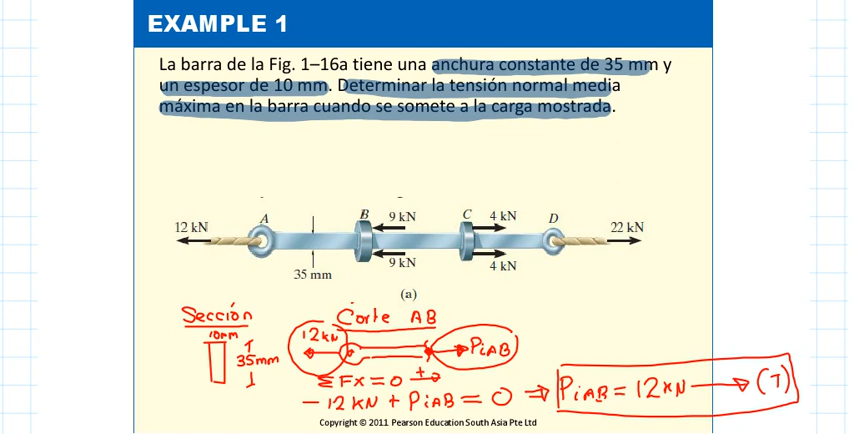 EXAMPLE 1
La barra de la Fig. 1–16a tiene una anchura constante de 35 mm y
un espesor de 10 mm. Determinar la tensión normal media
máxima en la barra cuando se somete a la carga mostrada.
12 kN A B 9 kN C 4 kN D 22 kN
35 mm 9 kN 4 kN
(a)
Sección Corte AB
10mm 12kN PiAB
35mm
ΣFx = 0 +→
- 12 KN + PiAB = 0 ⇒ PiAB = 12 KN → (T)
Copyright © 2011 Pearson Education South Asia Pte Ltd